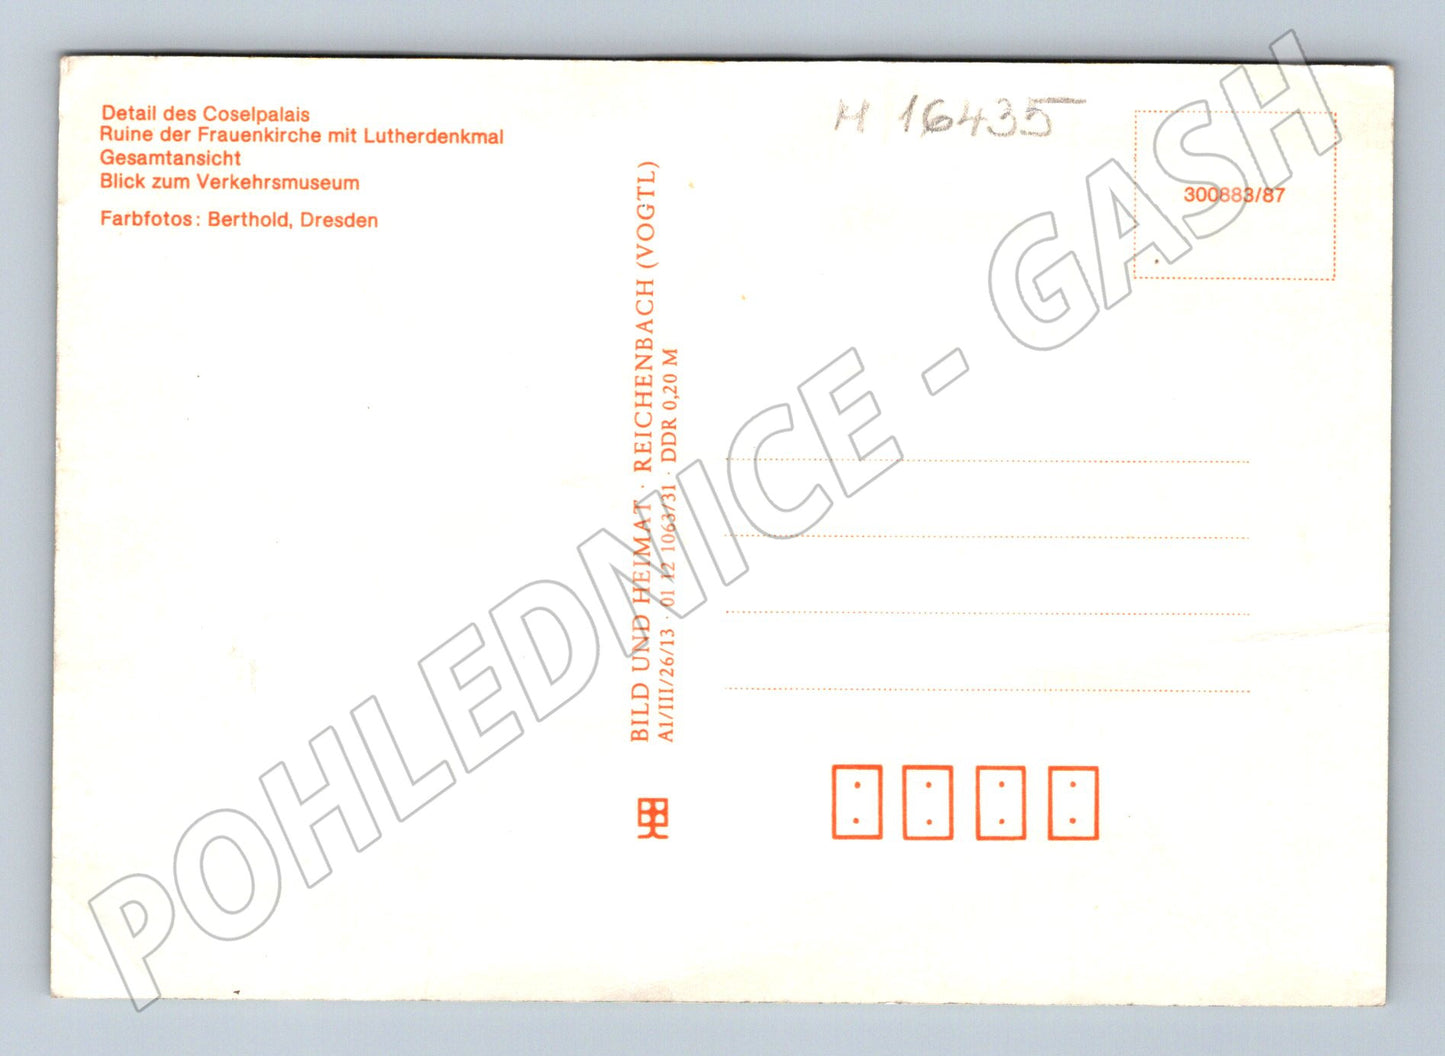 Detail des Coselpalais
Ruine der Frauenkirche mit Lutherdenkmal
Gesamtansicht
Blick zum Verkehrsmuseum
Farbfotos: Berthold, Dresden
BILD UND HEIMAT · REICHENBACH (VOGTL)
A1/III/26/13 · 01 12 1063/31 · DDR 0,20 M
H 16435
300883/87
POHLEDNICE - GASH